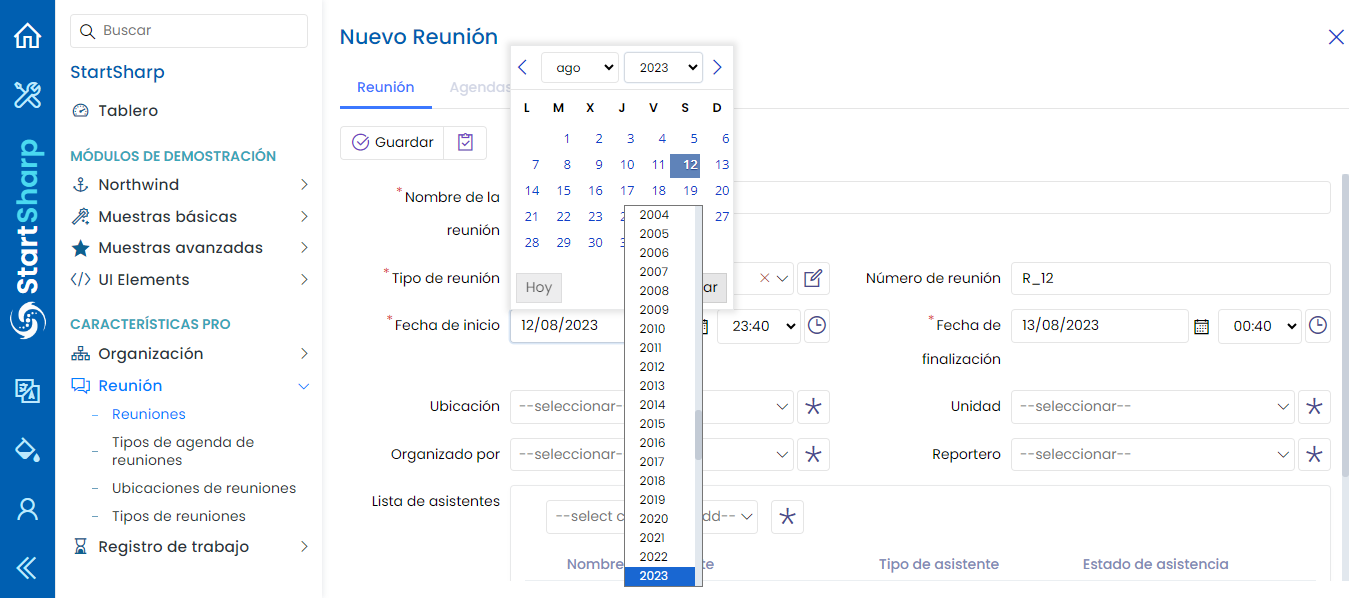 StartSharp
Buscar
StartSharp
Tablero
MÓDULOS DE DEMOSTRACIÓN
Northwind
Muestras básicas
Muestras avanzadas
UI Elements
CARACTERÍSTICAS PRO
Organización
Reunión
Reuniones
Tipos de agenda de
reuniones
Ubicaciones de reuniones
Tipos de reuniones
Registro de trabajo
Nuevo Reunión
Reunión Agendas
Guardar
ago 2023
L M X J V S D
1 2 3 4 5 6
7 8 9 10 11 12 13
14 15 16 17 18 19 20
21 22 23 27
28 29 30
Hoy ar
2004
2005
2006
2007
2008
2009
2010
2011
2012
2013
2014
2015
2016
2017
2018
2019
2020
2021
2022
2023
*Nombre de la
reunión
*Tipo de reunión
Número de reunión R_12
*Fecha de inicio 12/08/2023 23:40
*Fecha de
finalización 13/08/2023 00:40
Ubicación --seleccionar-
Unidad --seleccionar--
Organizado por --seleccionar-
Reportero --seleccionar--
Lista de asistentes
--select dd--
Nombre te Tipo de asistente Estado de asistencia